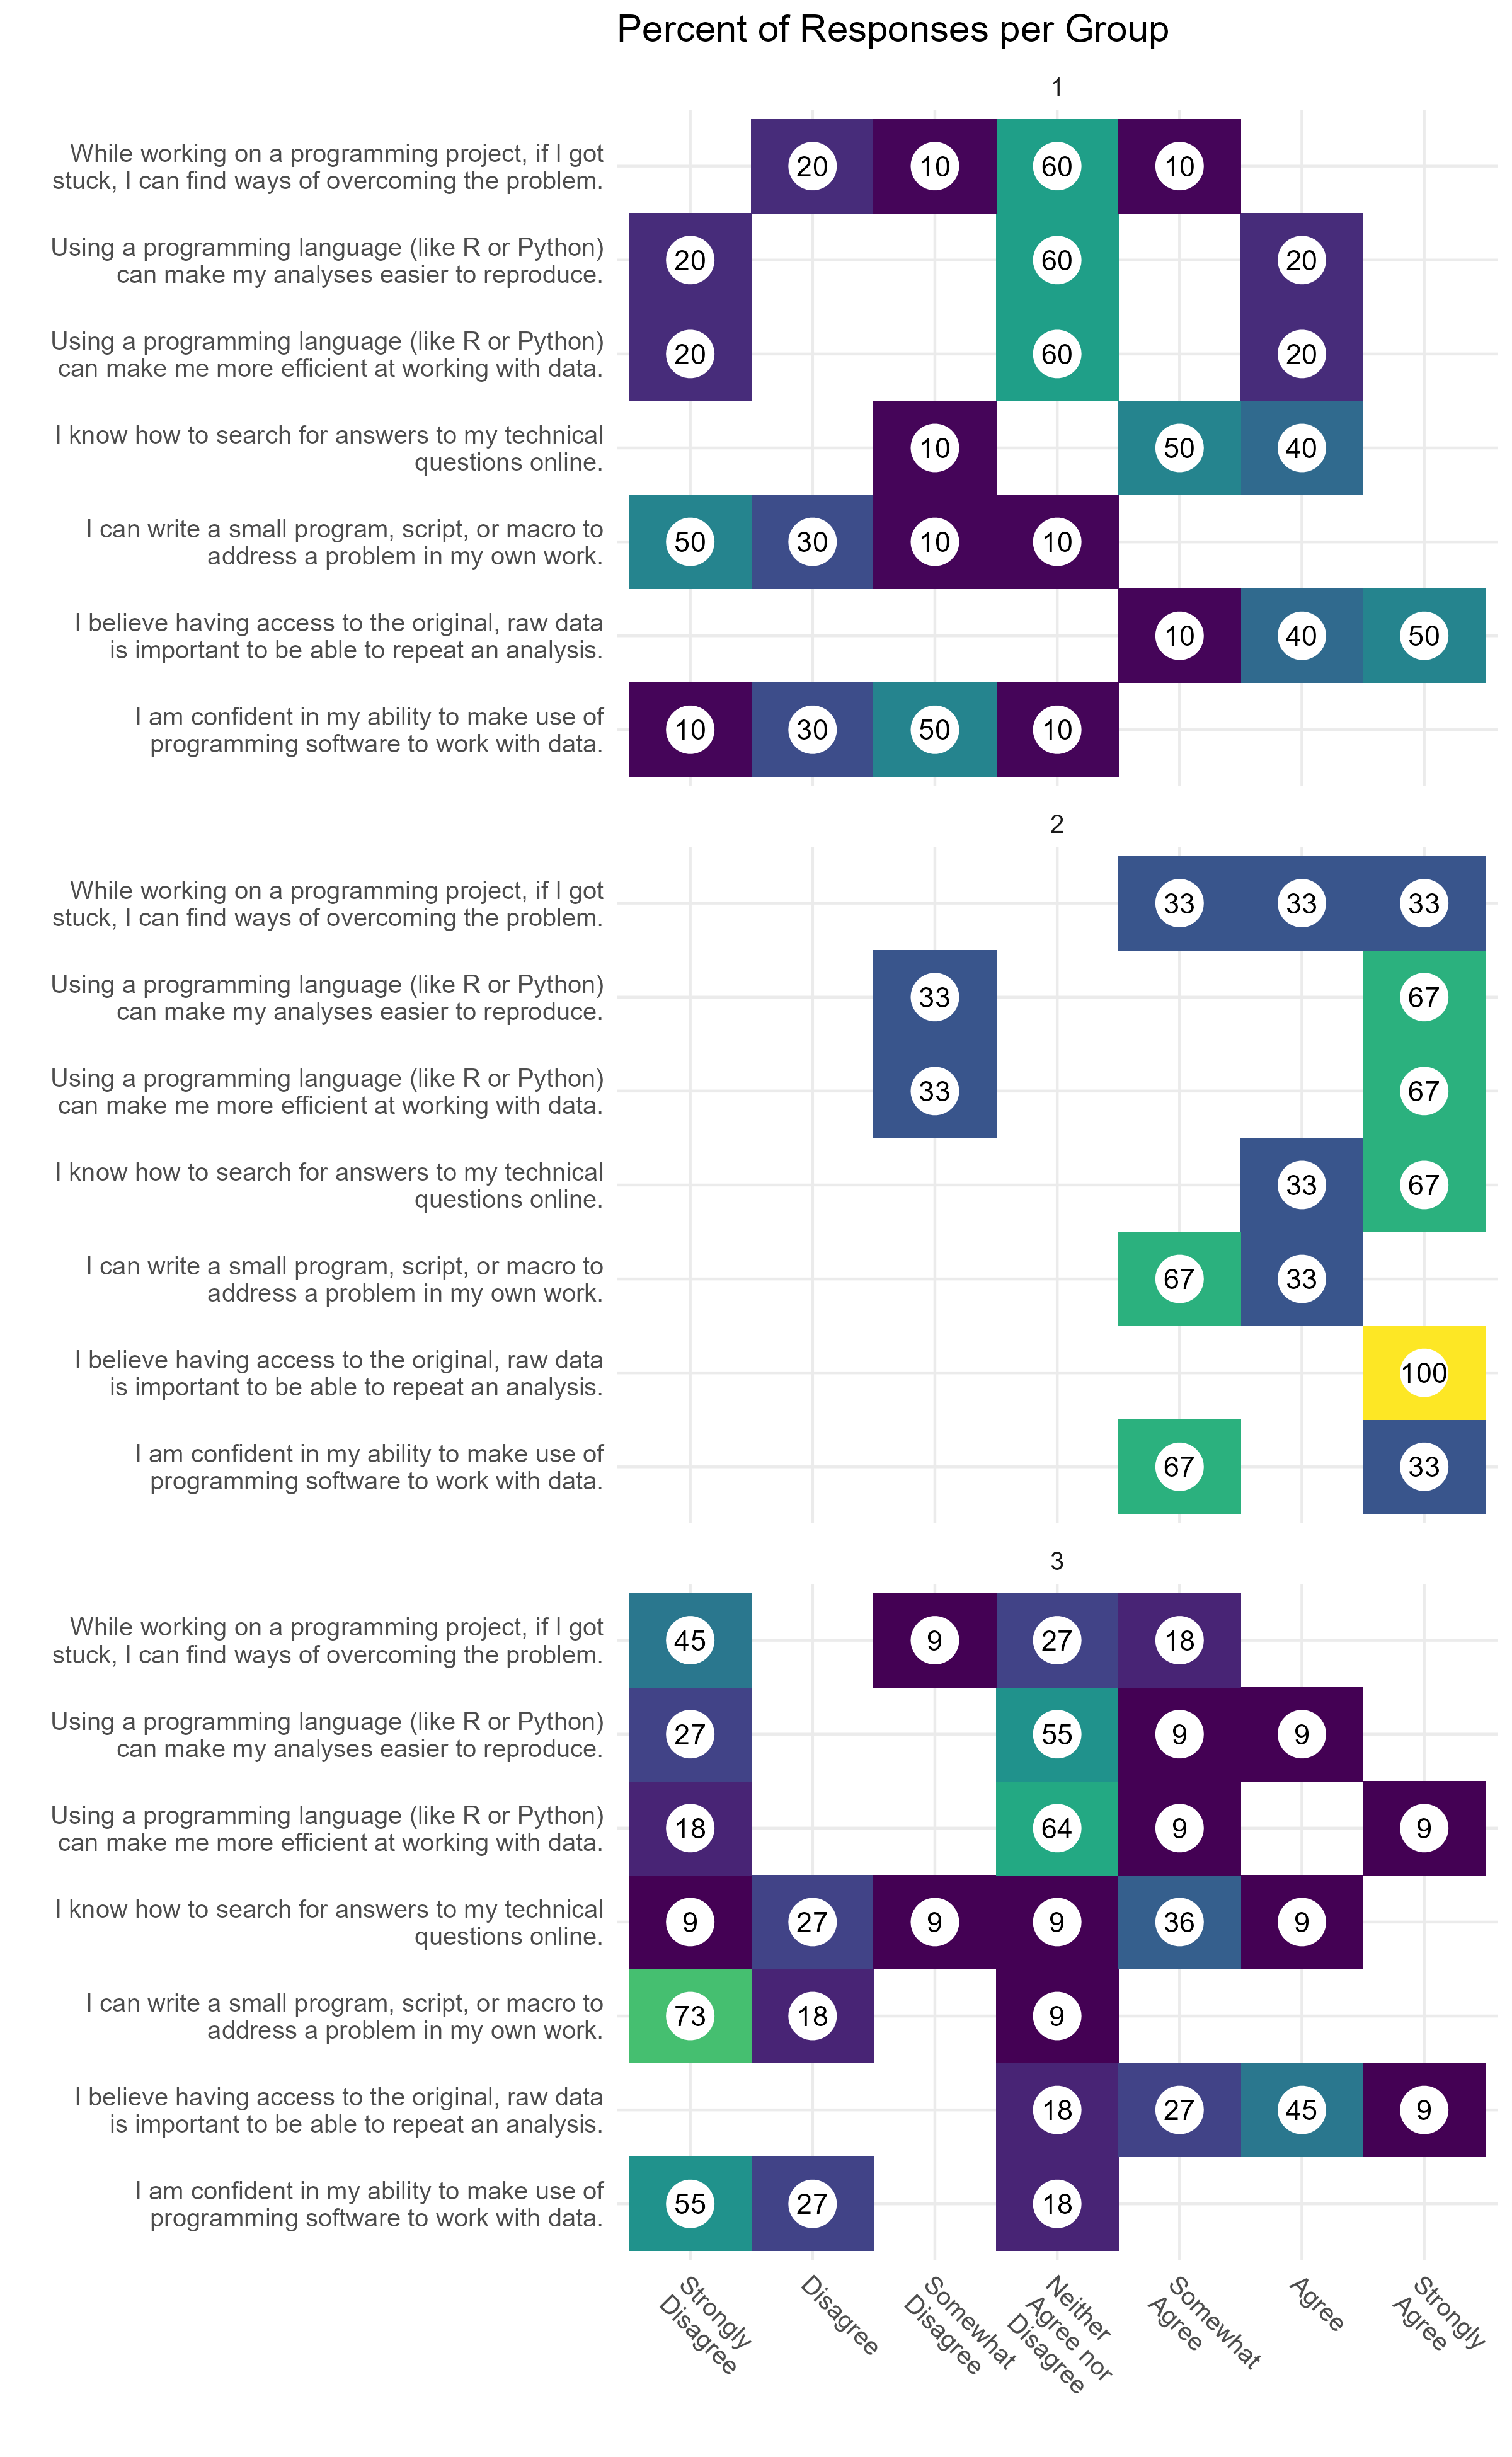 Percent of Responses per Group
1
While working on a programming project, if I got
stuck, I can find ways of overcoming the problem.
20 10 60 10
Using a programming language (like R or Python)
can make my analyses easier to reproduce.
20 60 20
Using a programming language (like R or Python)
can make me more efficient at working with data.
20 60 20
I know how to search for answers to my technical
questions online.
10 50 40
I can write a small program, script, or macro to
address a problem in my own work.
50 30 10 10
I believe having access to the original, raw data
is important to be able to repeat an analysis.
10 40 50
I am confident in my ability to make use of
programming software to work with data.
10 30 50 10
2
While working on a programming project, if I got
stuck, I can find ways of overcoming the problem.
33 33 33
Using a programming language (like R or Python)
can make my analyses easier to reproduce.
33 67
Using a programming language (like R or Python)
can make me more efficient at working with data.
33 67
I know how to search for answers to my technical
questions online.
33 67
I can write a small program, script, or macro to
address a problem in my own work.
67 33
I believe having access to the original, raw data
is important to be able to repeat an analysis.
100
I am confident in my ability to make use of
programming software to work with data.
67 33
3
While working on a programming project, if I got
stuck, I can find ways of overcoming the problem.
45 9 27 18
Using a programming language (like R or Python)
can make my analyses easier to reproduce.
27 55 9 9
Using a programming language (like R or Python)
can make me more efficient at working with data.
18 64 9 9
I know how to search for answers to my technical
questions online.
9 27 9 9 36 9
I can write a small program, script, or macro to
address a problem in my own work.
73 18 9
I believe having access to the original, raw data
is important to be able to repeat an analysis.
18 27 45 9
I am confident in my ability to make use of
programming software to work with data.
55 27 18
Strongly
Disagree
Disagree
Somewhat
Disagree
Neither
Agree nor
Disagree
Somewhat
Agree
Agree
Strongly
Agree